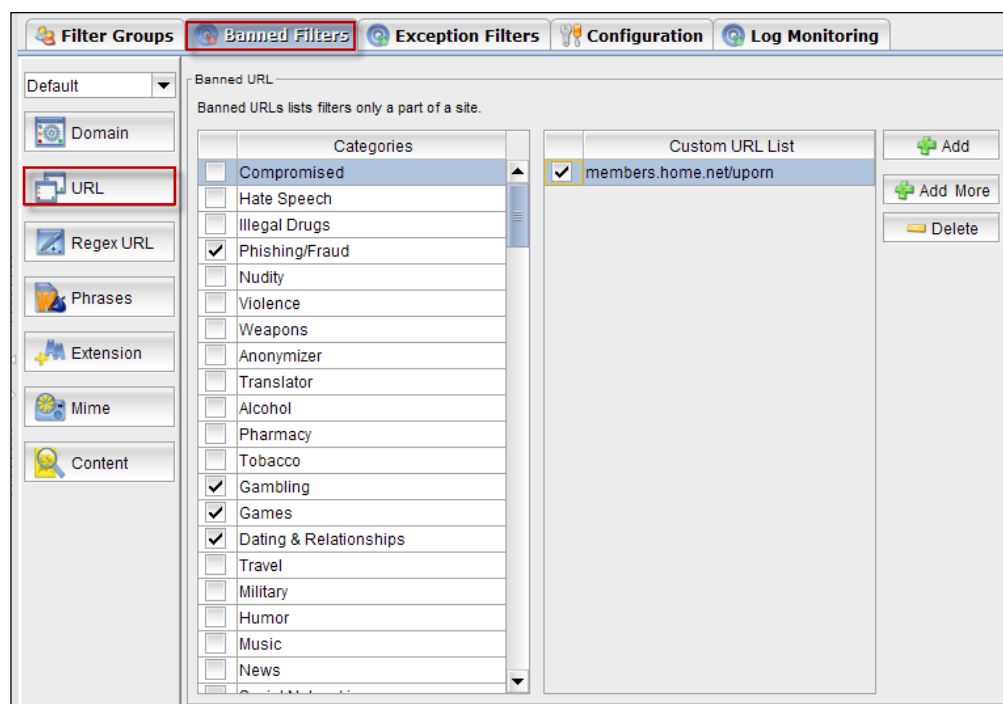 Filter Groups
Banned Filters
Exception Filters
Configuration
Log Monitoring
Default
Domain
URL
Regex URL
Phrases
Extension
Mime
Content
Banned URL
Banned URLs lists filters only a part of a site.
Categories
Compromised
Hate Speech
Illegal Drugs
Phishing/Fraud
Nudity
Violence
Weapons
Anonymizer
Translator
Alcohol
Pharmacy
Tobacco
Gambling
Games
Dating & Relationships
Travel
Military
Humor
Music
News
Custom URL List
members.home.net/uporn
Add
Add More
Delete